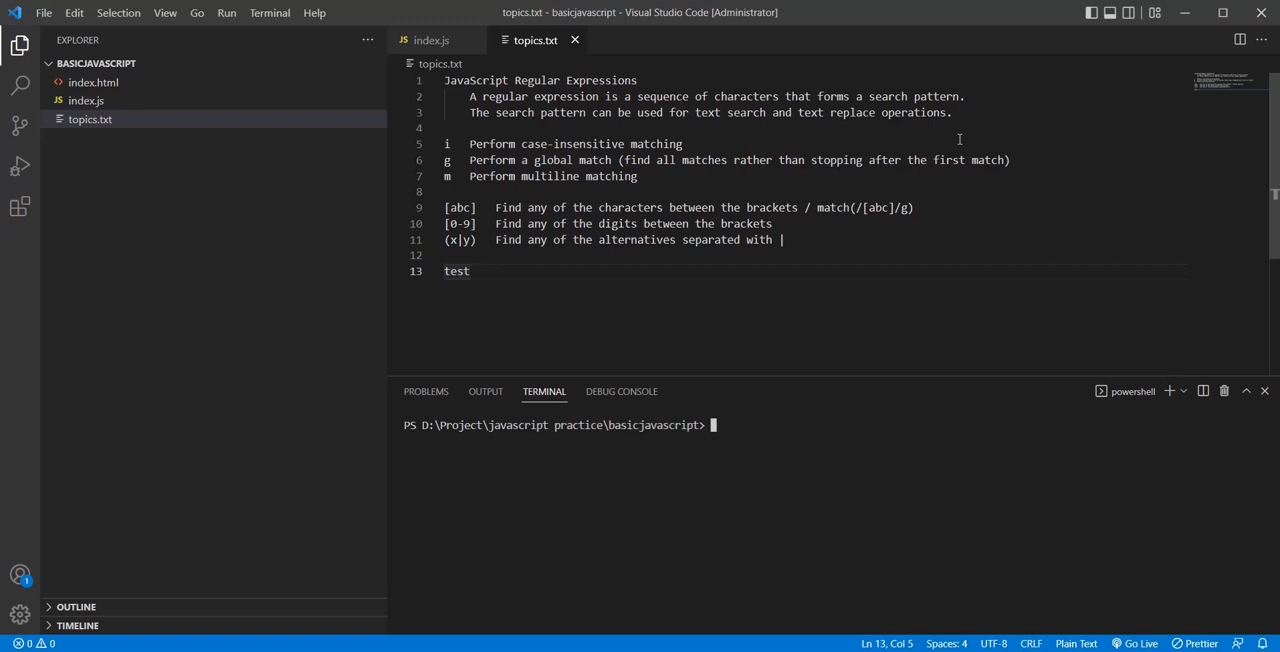 File Edit Selection View Go Run Terminal Help
topics.txt - basicjavascript - Visual Studio Code [Administrator]
EXPLORER
BASICJAVASCRIPT
index.html
JS index.js
topics.txt
JS index.js
topics.txt
topics.txt
1 JavaScript Regular Expressions
2 A regular expression is a sequence of characters that forms a search pattern.
3 The search pattern can be used for text search and text replace operations.
4
5 i Perform case-insensitive matching
6 g Perform a global match (find all matches rather than stopping after the first match)
7 m Perform multiline matching
8
9 [abc] Find any of the characters between the brackets / match(/[abc]/g)
10 [0-9] Find any of the digits between the brackets
11 (x|y) Find any of the alternatives separated with |
12
13 test
PROBLEMS OUTPUT TERMINAL DEBUG CONSOLE
powershell
PS D:\Project\javascript practice\basicjavascript>
1
OUTLINE
TIMELINE
0 0
Ln 13, Col 5 Spaces: 4 UTF-8 CRLF Plain Text Go Live Prettier